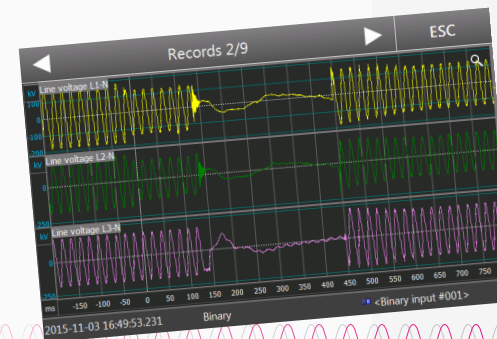 Records 2/9
ESC
Line voltage L1-N
kV
100
0
-100
-200
Line voltage L2-N
kV
0
-250
Line voltage L3-N
kV
0
-250
ms -150 -100 -50 0 50 100 150 200 250 300 350 400 450 500 550 600 650 700 750
<Binary input #001>
2015-11-03 16:49:53.231 Binary